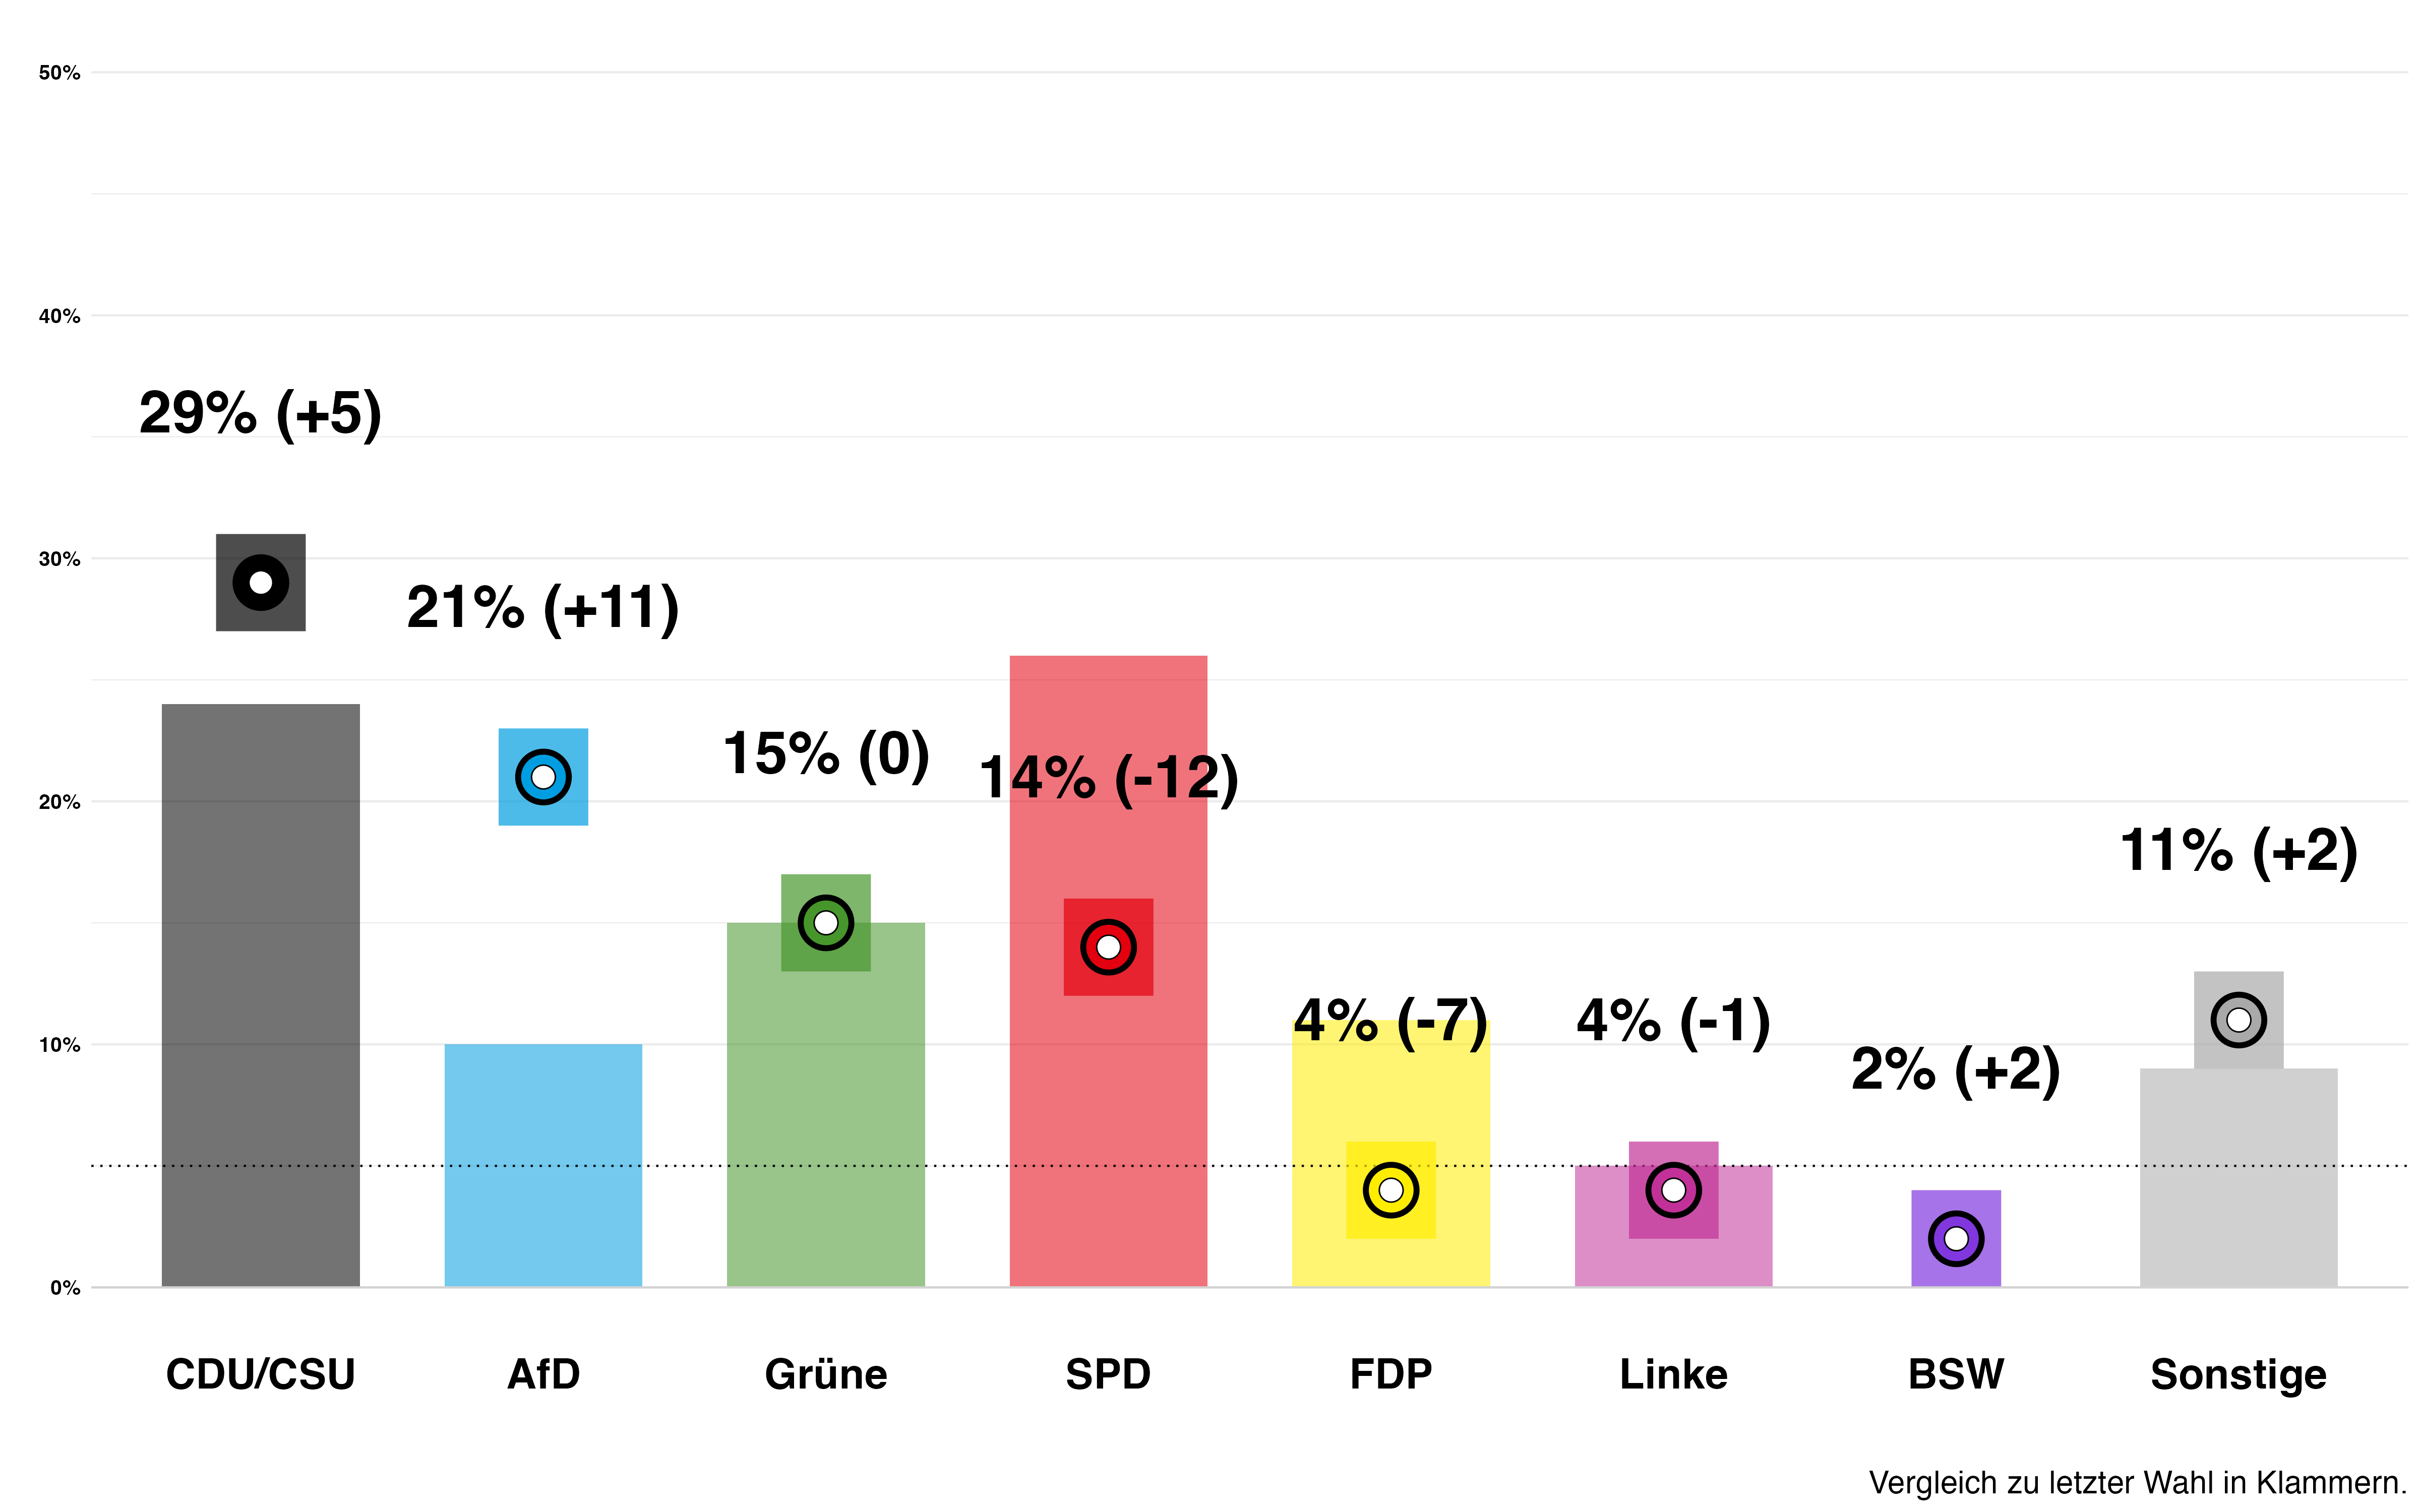 50%
40%
30%
20%
10%
0%
29% (+5)
21% (+11)
15% (0)
14% (-12)
4% (-7)
4% (-1)
2% (+2)
11% (+2)
CDU/CSU
AfD
Grüne
SPD
FDP
Linke
BSW
Sonstige
Vergleich zu letzter Wahl in Klammern.